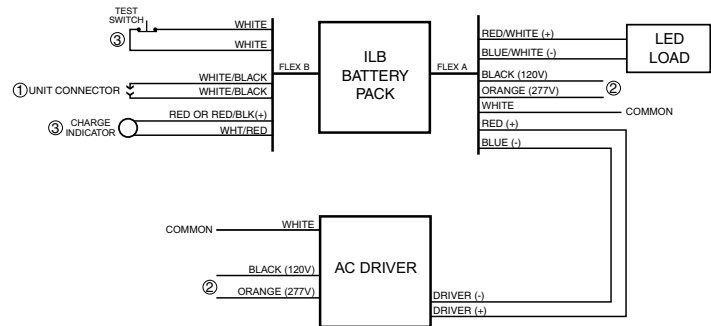 TEST
SWITCH
③
WHITE
WHITE
① UNIT CONNECTOR
WHITE/BLACK
WHITE/BLACK
③ CHARGE
INDICATOR
RED OR RED/BLK(+)
WHT/RED
FLEX B
ILB
BATTERY
PACK
FLEX A
RED/WHITE (+)
BLUE/WHITE (-)
LED
LOAD
BLACK (120V)
②
ORANGE (277V)
WHITE
COMMON
RED (+)
BLUE (-)
COMMON
WHITE
BLACK (120V)
②
ORANGE (277V)
AC DRIVER
DRIVER (-)
DRIVER (+)